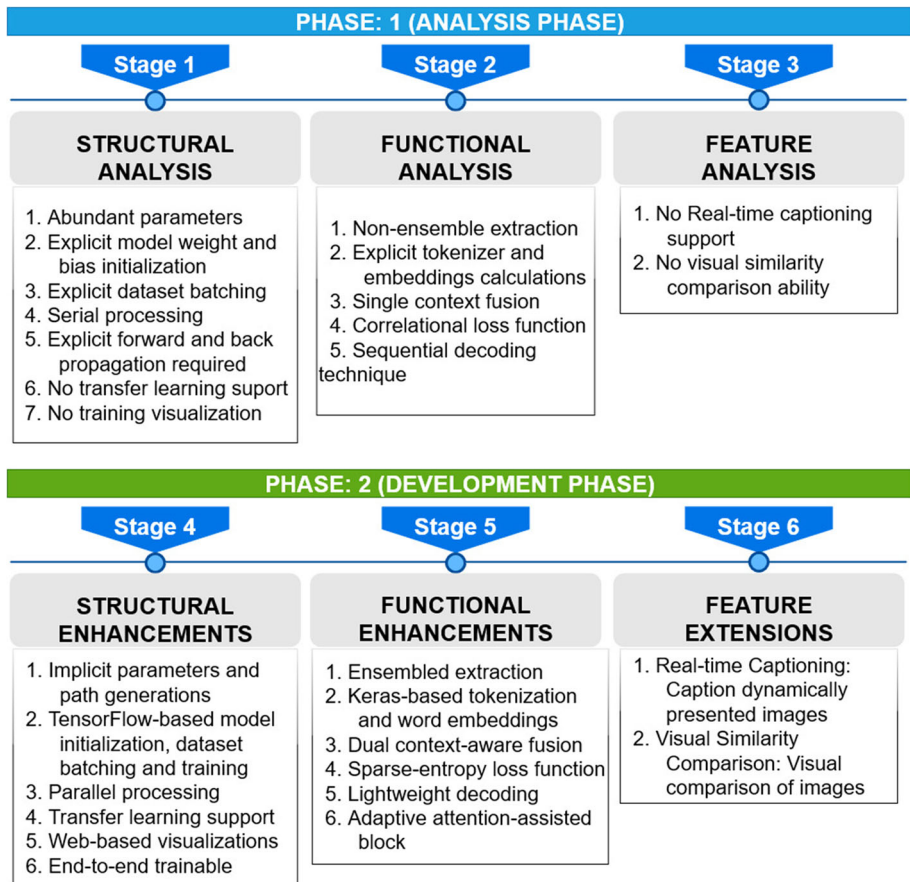 PHASE: 1 (ANALYSIS PHASE)
Stage 1
Stage 2
Stage 3
STRUCTURAL
ANALYSIS
1. Abundant parameters
2. Explicit model weight and
bias initialization
3. Explicit dataset batching
4. Serial processing
5. Explicit forward and back
propagation required
6. No transfer learning suport
7. No training visualization
FUNCTIONAL
ANALYSIS
1. Non-ensemble extraction
2. Explicit tokenizer and
embeddings calculations
3. Single context fusion
4. Correlational loss function
5. Sequential decoding
technique
FEATURE
ANALYSIS
1. No Real-time captioning
support
2. No visual similarity
comparison ability
PHASE: 2 (DEVELOPMENT PHASE)
Stage 4
Stage 5
Stage 6
STRUCTURAL
ENHANCEMENTS
1. Implicit parameters and
path generations
2. TensorFlow-based model
initialization, dataset
batching and training
3. Parallel processing
4. Transfer learning support
5. Web-based visualizations
6. End-to-end trainable
FUNCTIONAL
ENHANCEMENTS
1. Ensembled extraction
2. Keras-based tokenization
and word embeddings
3. Dual context-aware fusion
4. Sparse-entropy loss function
5. Lightweight decoding
6. Adaptive attention-assisted
block
FEATURE
EXTENSIONS
1. Real-time Captioning:
Caption dynamically
presented images
2. Visual Similarity
Comparison: Visual
comparison of images